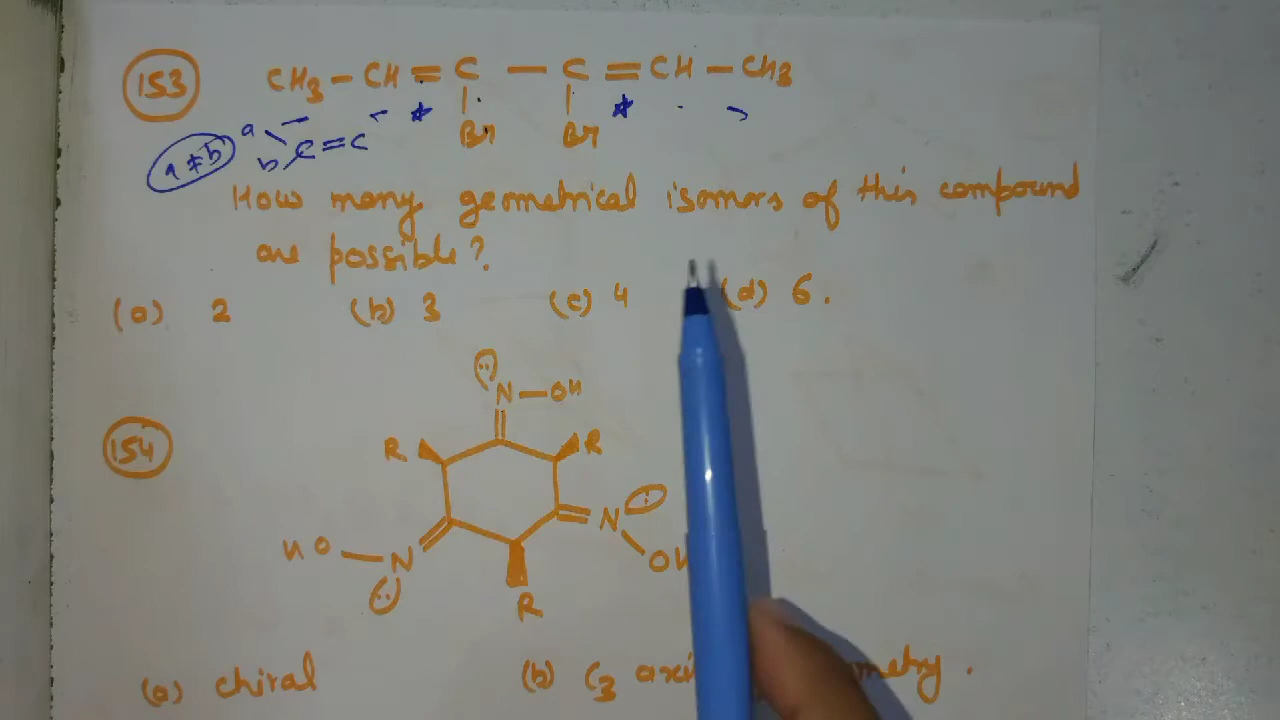 153 CH3 – CH = C – C = CH – CH3
Br Br
a ≠ b a b C = C
How many geometrical isomors of this compound
are possible?
(a) 2 (b) 3 (c) 4 (d) 6.
154
N – OH
R R
N
HO – N OH
R
(a) chiral (b) C3